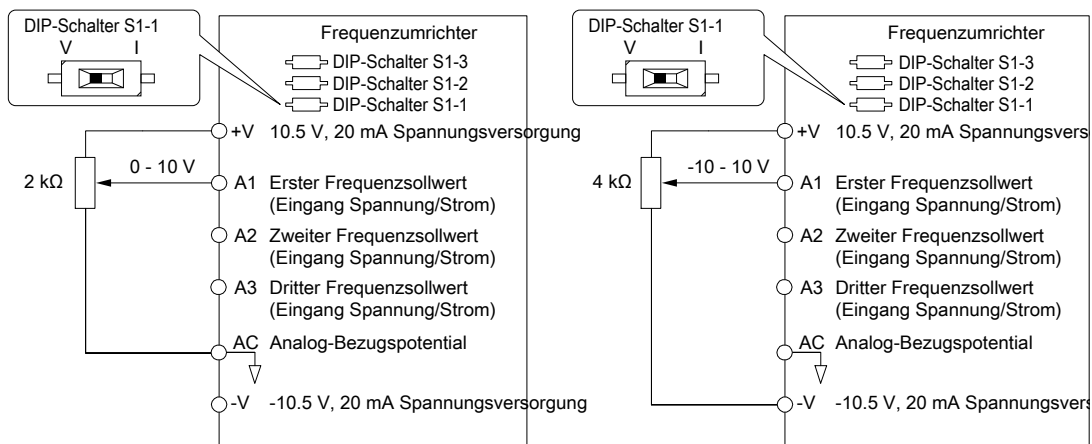 DIP-Schalter S1-1
V I
Frequenzumrichter
DIP-Schalter S1-3
DIP-Schalter S1-2
DIP-Schalter S1-1
+V 10.5 V, 20 mA Spannungsversorgung
2 kΩ
0 - 10 V
A1 Erster Frequenzsollwert
(Eingang Spannung/Strom)
A2 Zweiter Frequenzsollwert
(Eingang Spannung/Strom)
A3 Dritter Frequenzsollwert
(Eingang Spannung/Strom)
AC Analog-Bezugspotential
-V -10.5 V, 20 mA Spannungsversorgung
DIP-Schalter S1-1
V I
Frequenzumrichter
DIP-Schalter S1-3
DIP-Schalter S1-2
DIP-Schalter S1-1
+V 10.5 V, 20 mA Spannungsvers
4 kΩ
-10 - 10 V
A1 Erster Frequenzsollwert
(Eingang Spannung/Strom)
A2 Zweiter Frequenzsollwert
(Eingang Spannung/Strom)
A3 Dritter Frequenzsollwert
(Eingang Spannung/Strom)
AC Analog-Bezugspotential
-V -10.5 V, 20 mA Spannungsvers